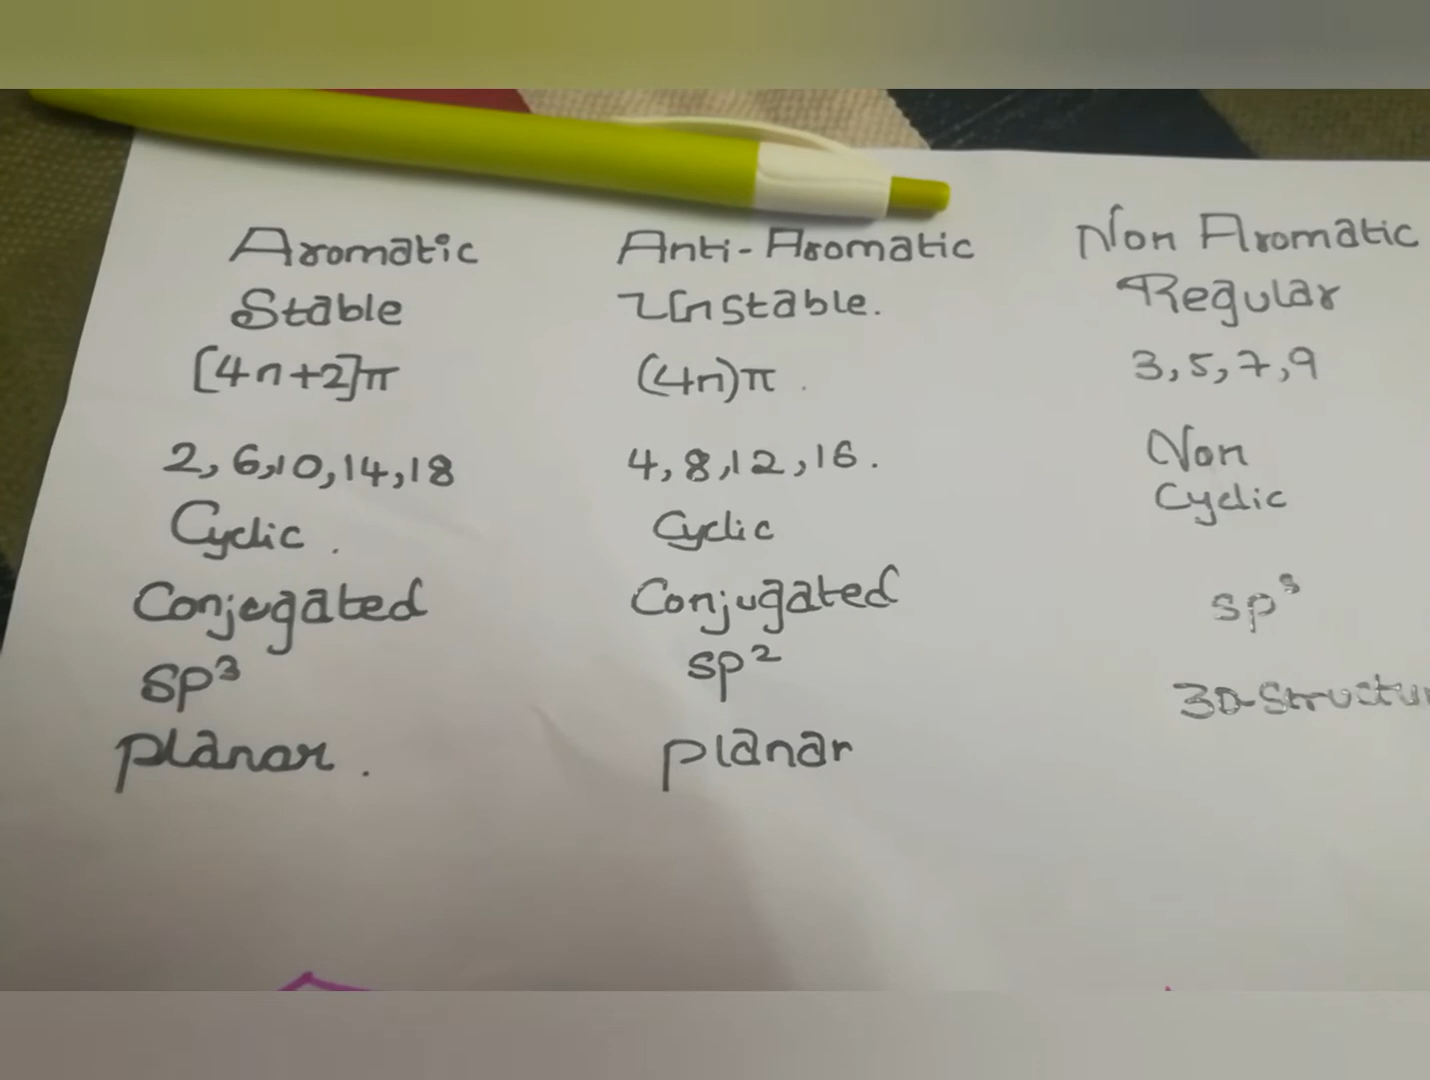 Aromatic
Stable
[4n+2]π
2, 6,10,14,18
Cyclic.
Conjugated
sp³
planar.
Anti-Aromatic
Unstable.
(4n)π.
4,8,12,16.
Cyclic
Conjugated
sp²
planar
Non Aromatic
Regular
3,5,7,9
Non
Cyclic
sp³
3D-Structu